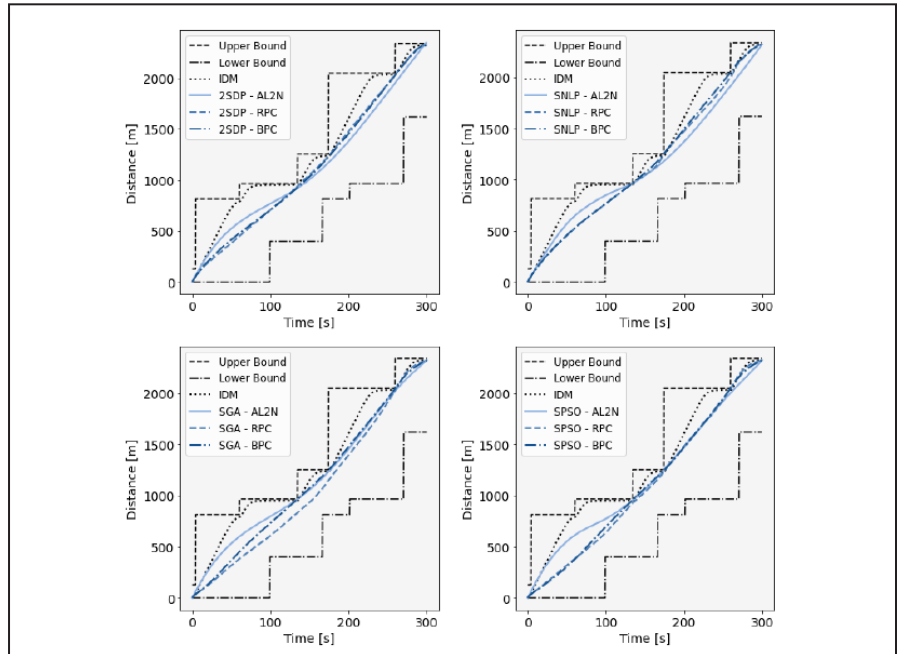 Upper Bound
Lower Bound
IDM
2SDP - AL2N
2SDP - RPC
2SDP - BPC
Distance [m]
2000
1500
1000
500
0
0 100 200 300
Time [s]
Upper Bound
Lower Bound
IDM
SNLP - AL2N
SNLP - RPC
SNLP - BPC
Distance [m]
2000
1500
1000
500
0
0 100 200 300
Time [s]
Upper Bound
Lower Bound
IDM
SGA - AL2N
SGA - RPC
SGA - BPC
Distance [m]
2000
1500
1000
500
0
0 100 200 300
Time [s]
Upper Bound
Lower Bound
IDM
SPSO - AL2N
SPSO - RPC
SPSO - BPC
Distance [m]
2000
1500
1000
500
0
0 100 200 300
Time [s]